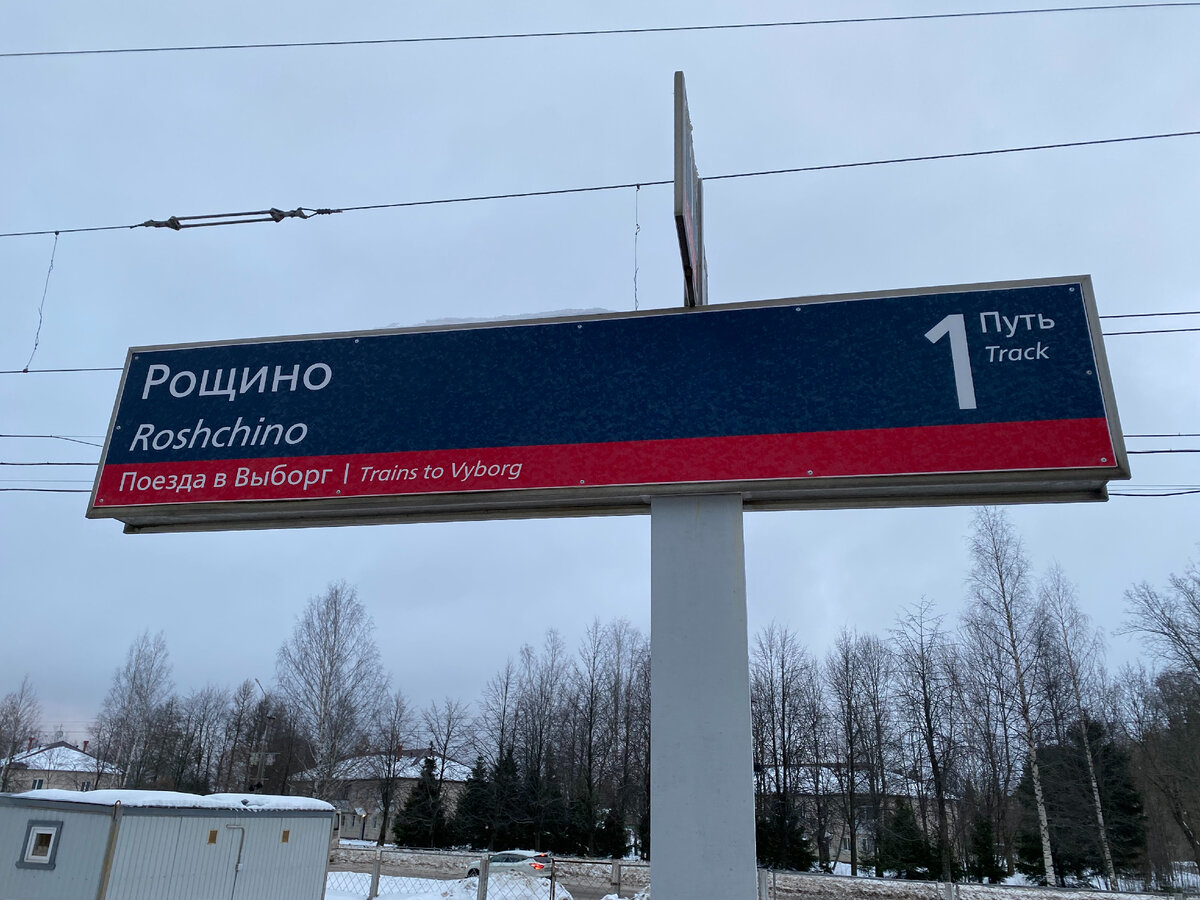 Рощино
Roshchino
Поезда в Выборг | Trains to Vyborg
1
Путь
Track